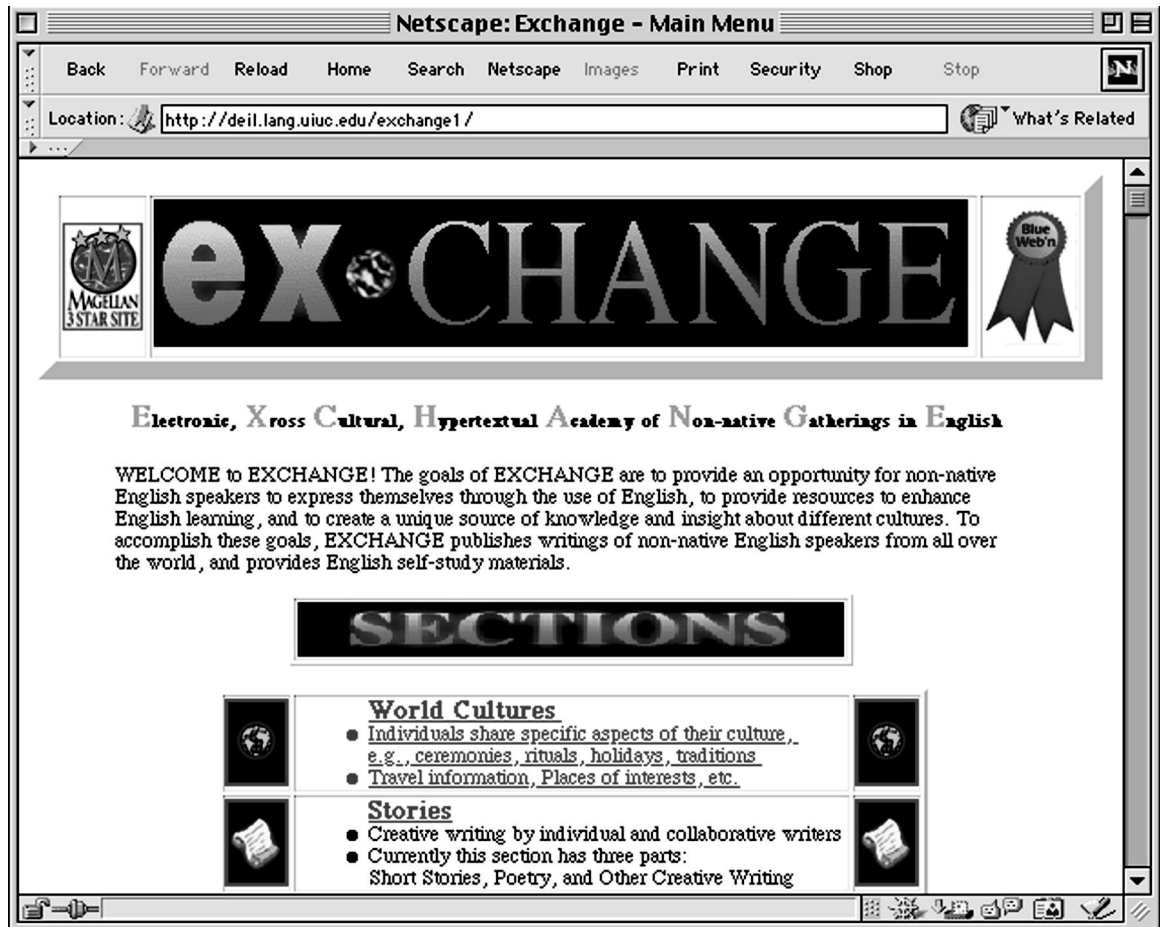 Netscape: Exchange – Main Menu
Back Forward Reload Home Search Netscape Images Print Security Shop Stop
N
Location: http://deil.lang.uiuc.edu/exchange1/ What's Related
...
M
MAGELLAN
3 STAR SITE
ex CHANGE
Blue
Web'n
Electronic, Xross Cultural, Hypertextual Academy of Non-native Gatherings in English
WELCOME to EXCHANGE! The goals of EXCHANGE are to provide an opportunity for non-native
English speakers to express themselves through the use of English, to provide resources to enhance
English learning, and to create a unique source of knowledge and insight about different cultures. To
accomplish these goals, EXCHANGE publishes writings of non-native English speakers from all over
the world, and provides English self-study materials.
SECTIONS
World Cultures
• Individuals share specific aspects of their culture,
e.g., ceremonies, rituals, holidays, traditions
• Travel information, Places of interests, etc.
Stories
• Creative writing by individual and collaborative writers
• Currently this section has three parts:
Short Stories, Poetry, and Other Creative Writing